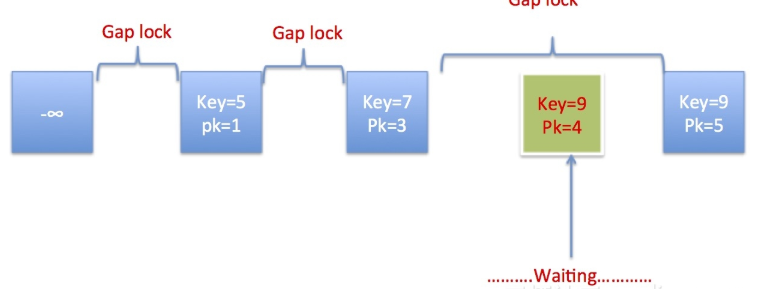 Gap lock
Gap lock
Gap lock
-∞
Key=5
pk=1
Key=7
Pk=3
Key=9
Pk=4
Key=9
Pk=5
..........Waiting............